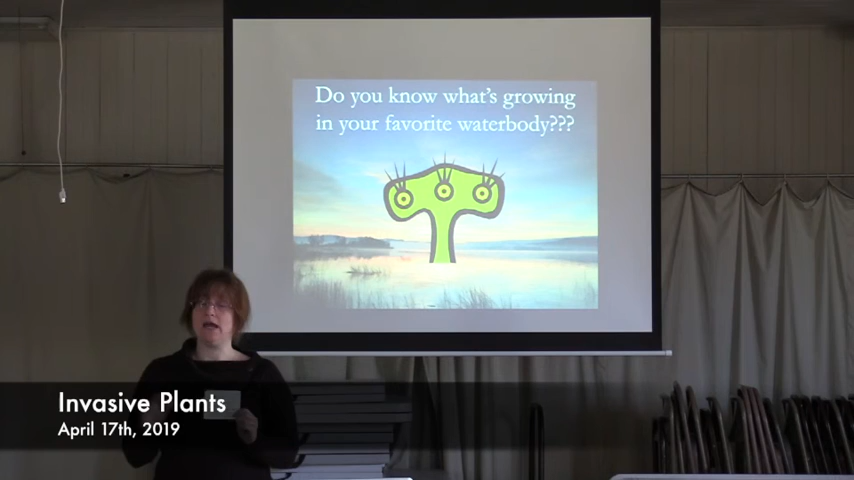 Do you know what's growing
in your favorite waterbody???
Invasive Plants
April 17th, 2019